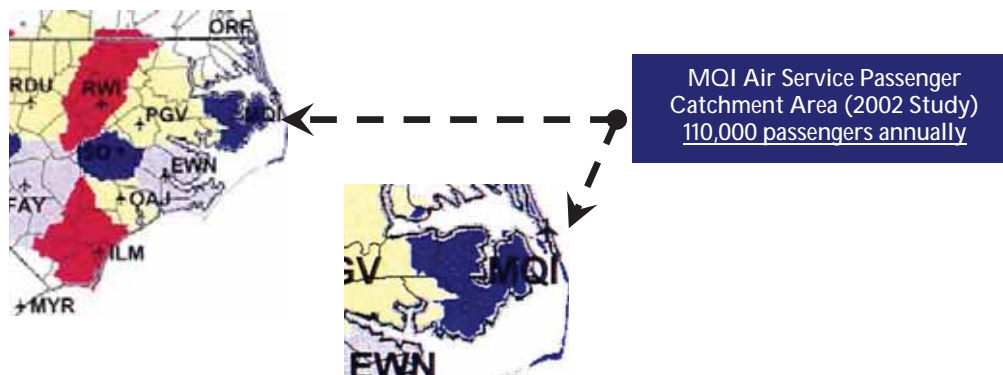 ORF
RDU
RWI
PGV
MQI
SO
EWN
FAY
OAJ
ILM
MYR
MQI Air Service Passenger
Catchment Area (2002 Study)
110,000 passengers annually
GV
MQI
EWN